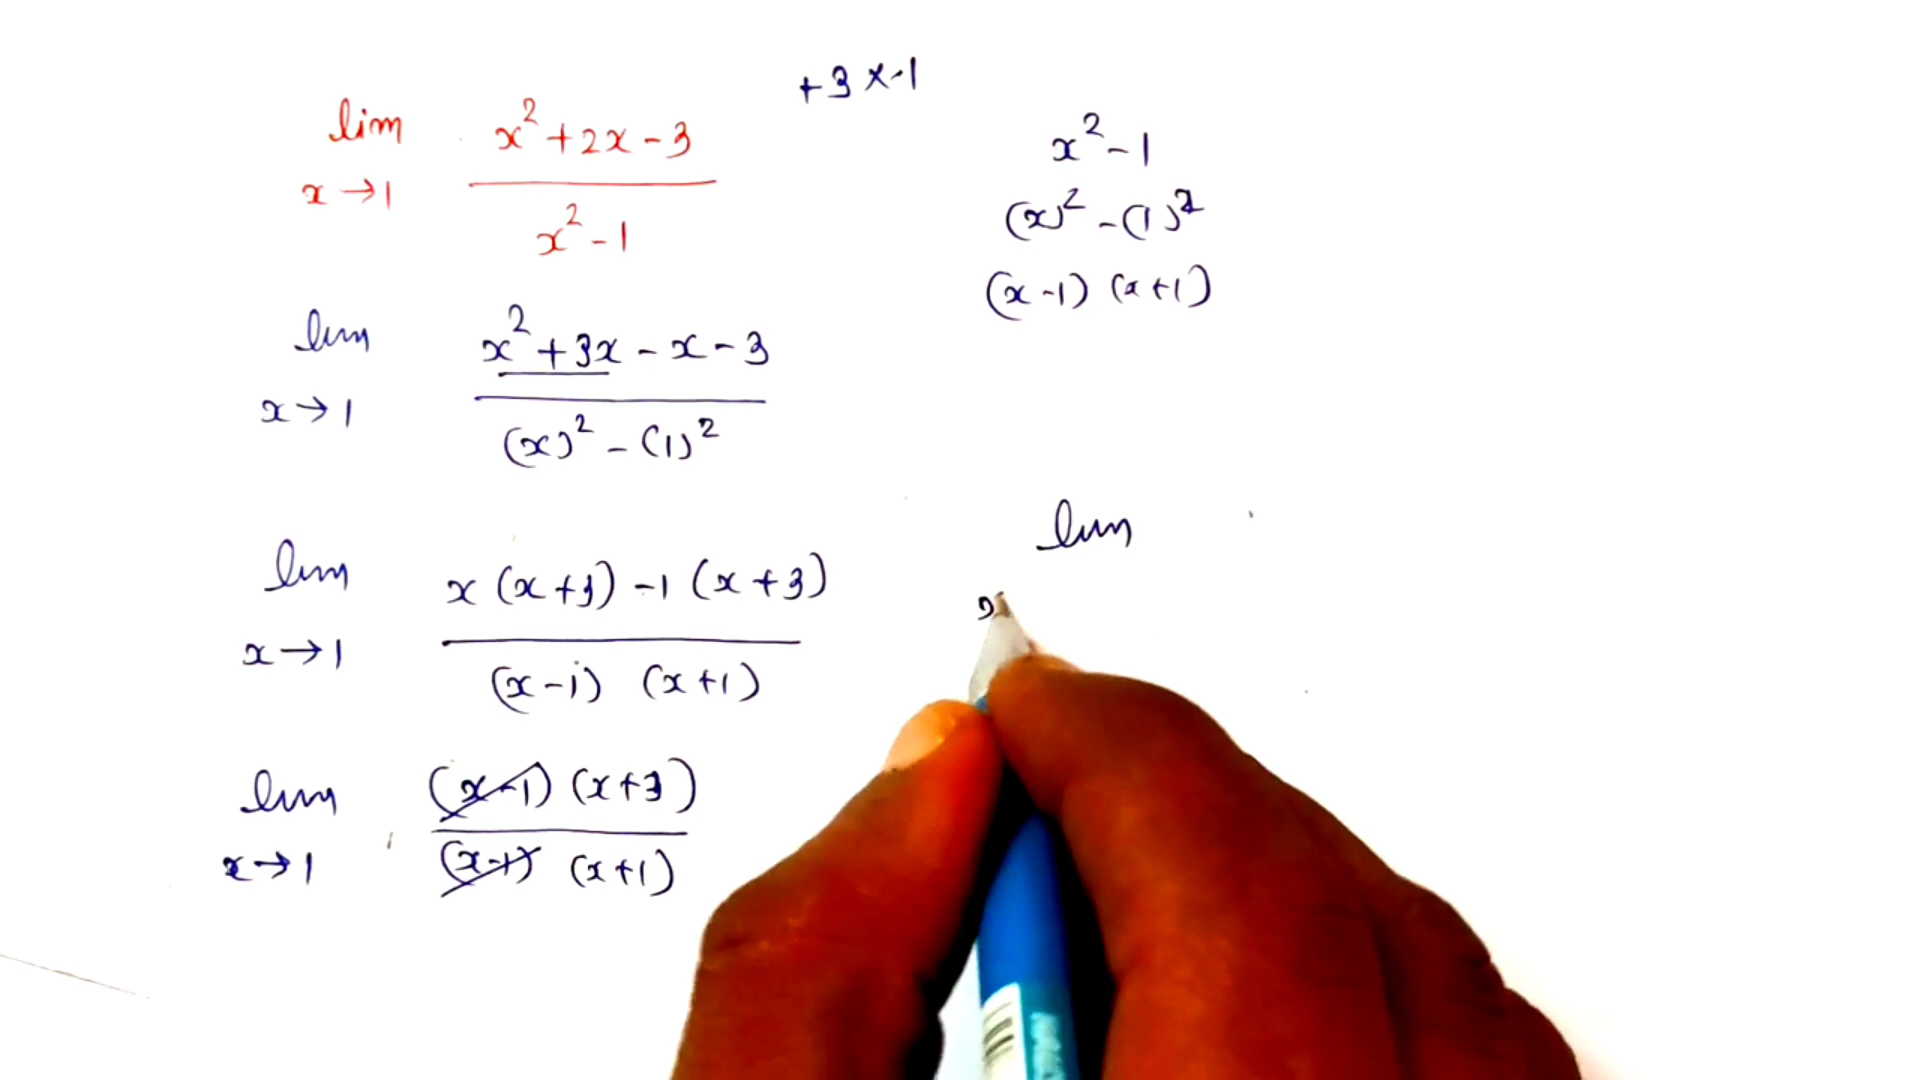 lim x² + 2x - 3
x → 1 x² - 1
lim x² + 3x - x - 3
x → 1 (x)² - (1)²
lim x (x + 3) - 1 (x + 3)
x → 1 (x - 1) (x + 1)
lim (x - 1) (x + 3)
x → 1 (x - 1) (x + 1)
+3 x -1
x² - 1
(x)² - (1)²
(x - 1) (x + 1)
lim
x